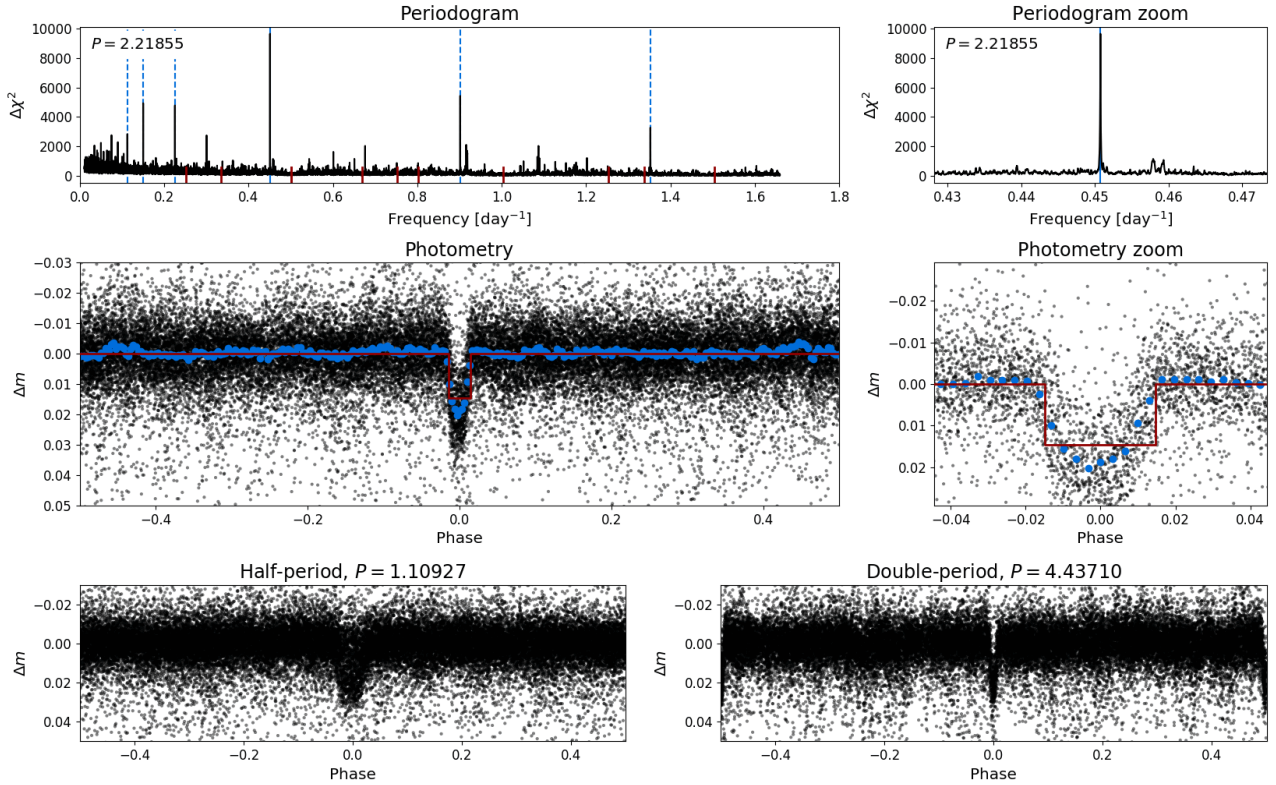 Periodogram
10000
8000
6000
4000
2000
0
Δχ²
P = 2.21855
0.0 0.2 0.4 0.6 0.8 1.0 1.2 1.4 1.6 1.8
Frequency [day⁻¹]
Periodogram zoom
10000
8000
6000
4000
2000
0
Δχ²
P = 2.21855
0.43 0.44 0.45 0.46 0.47
Frequency [day⁻¹]
Photometry
−0.03
−0.02
−0.01
0.00
0.01
0.02
0.03
0.04
0.05
Δm
−0.4 −0.2 0.0 0.2 0.4
Phase
Photometry zoom
−0.02
−0.01
0.00
0.01
0.02
Δm
−0.04 −0.02 0.00 0.02 0.04
Phase
Half-period, P = 1.10927
−0.02
0.00
0.02
0.04
Δm
−0.4 −0.2 0.0 0.2 0.4
Phase
Double-period, P = 4.43710
−0.02
0.00
0.02
0.04
Δm
−0.4 −0.2 0.0 0.2 0.4
Phase